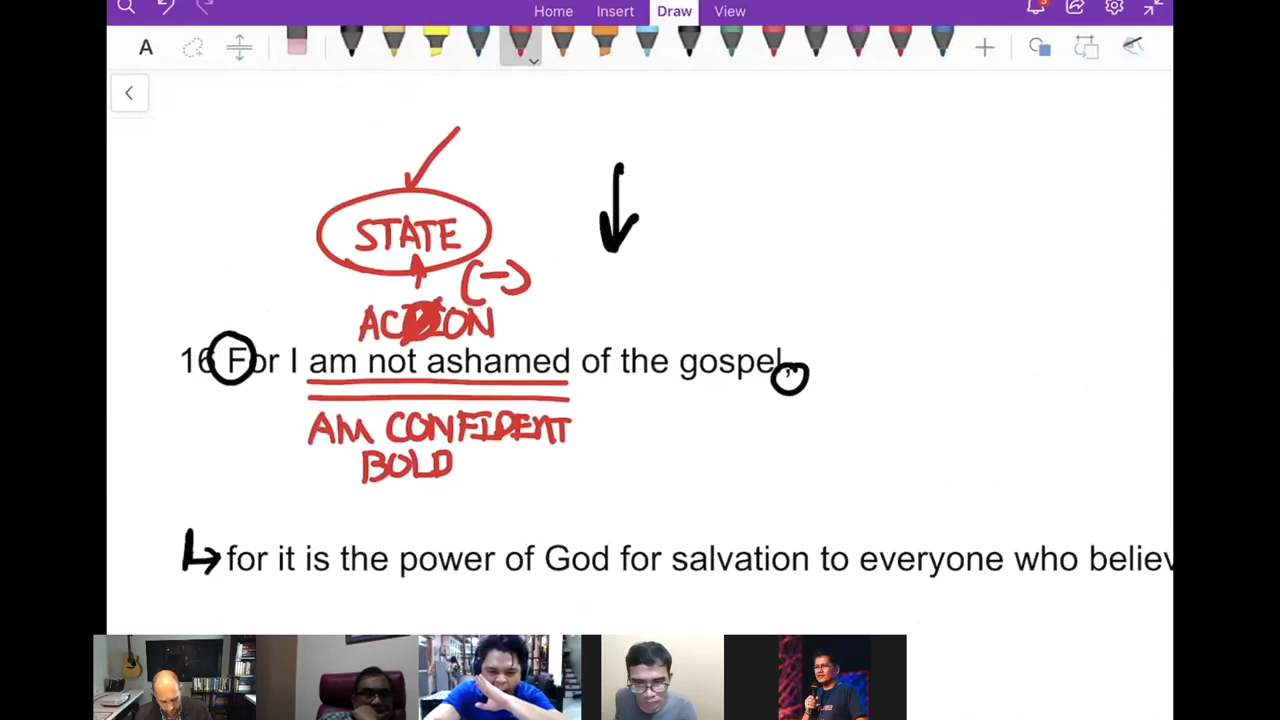 Home Insert Draw View
A
STATE
(-)
ACTION
16 For I am not ashamed of the gospel,
AM CONFIDENT
BOLD
for it is the power of God for salvation to everyone who believ